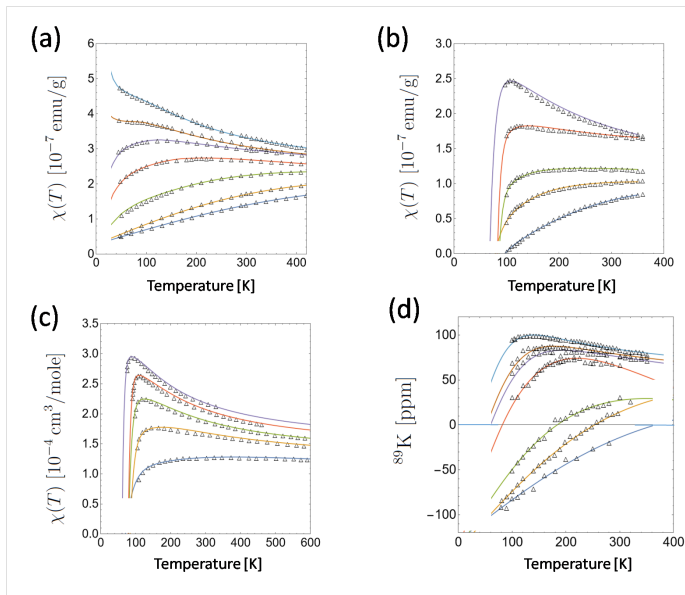 (a)
6
5
4
3
2
1
0
0 100 200 300 400
χ(T) [10⁻⁷ emu/g]
Temperature [K]
(b)
3.0
2.5
2.0
1.5
1.0
0.5
0.0
0 100 200 300 400
χ(T) [10⁻⁷ emu/g]
Temperature [K]
(c)
3.5
3.0
2.5
2.0
1.5
1.0
0.5
0.0
0 100 200 300 400 500 600
χ(T) [10⁻⁴ cm³/mole]
Temperature [K]
(d)
100
50
0
−50
−100
0 100 200 300 400
⁸⁹K [ppm]
Temperature [K]